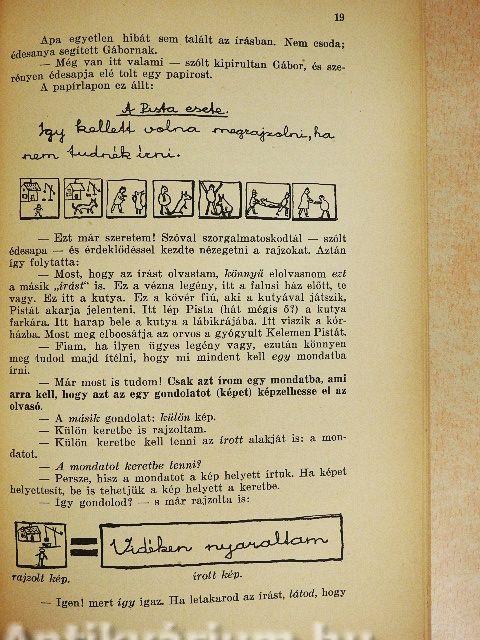 19
Apa egyetlen hibát sem talált az írásban. Nem csoda;
édesanya segített Gábornak.
— Még van itt valami — szólt kipirultan Gábor, és sze-
rényen édesapja elé tolt egy papírost.
A papírlapon ez állt:
A Pista esete.
Így kellett volna megrajzolni, ha
nem tudnék írni.
— Ezt már szeretem! Szóval szorgalmatoskodtál — szólt
édesapa — és érdeklődéssel kezdte nézegetni a rajzokat. Aztán
így folytatta:
— Most, hogy az írást olvastam, könnyű elolvasnom ezt
a másik „írást" is. Ez a vézna legény, itt a falusi ház előtt, te
vagy. Ez itt a kutya. Ez a kövér fiú, aki a kutyával játszik,
Pistát akarja jelenteni. Itt lép Pista (hát mégis ő?) a kutya
farkára. Itt harap bele a kutya a lábikrájába. Itt viszik a kór-
házba. Most meg elbocsátja az orvos a gyógyult Kelemen Pistát.
— Fiam, ha ilyen ügyes legény vagy, ezután könnyen
meg tudod majd ítélni, hogy mi mindent kell egy mondatba
írni.
— Már most is tudom! Csak azt írom egy mondatba, ami
arra kell, hogy azt az egy gondolatot (képet) képzelhesse el az
olvasó.
— A másik gondolat: külön kép.
— Külön keretbe is rajzoltam.
— Külön keretbe kell tenni az írott alakját is: a mon-
datot.
— A mondatot keretbe tenni?
— Persze, hisz a mondatot a kép helyett írtuk. Ha képet
helyettesít, be is tehetjük a kép helyett a keretbe.
— Így gondolod? — s már rajzolta is:
=
Vidéken nyaraltam
rajzolt kép.
írott kép.
— Igen! mert így igaz. Ha letakarod az írást, látod, hogy
Antikvárium.hu